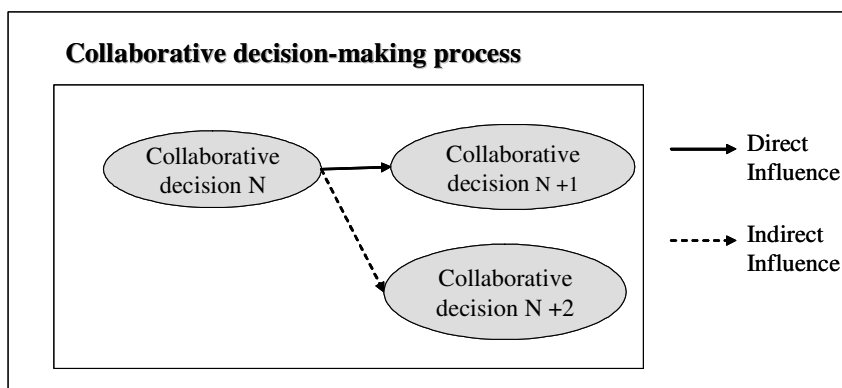 Collaborative decision-making process
Collaborative
decision N
Collaborative
decision N +1
Collaborative
decision N +2
Direct
Influence
Indirect
Influence